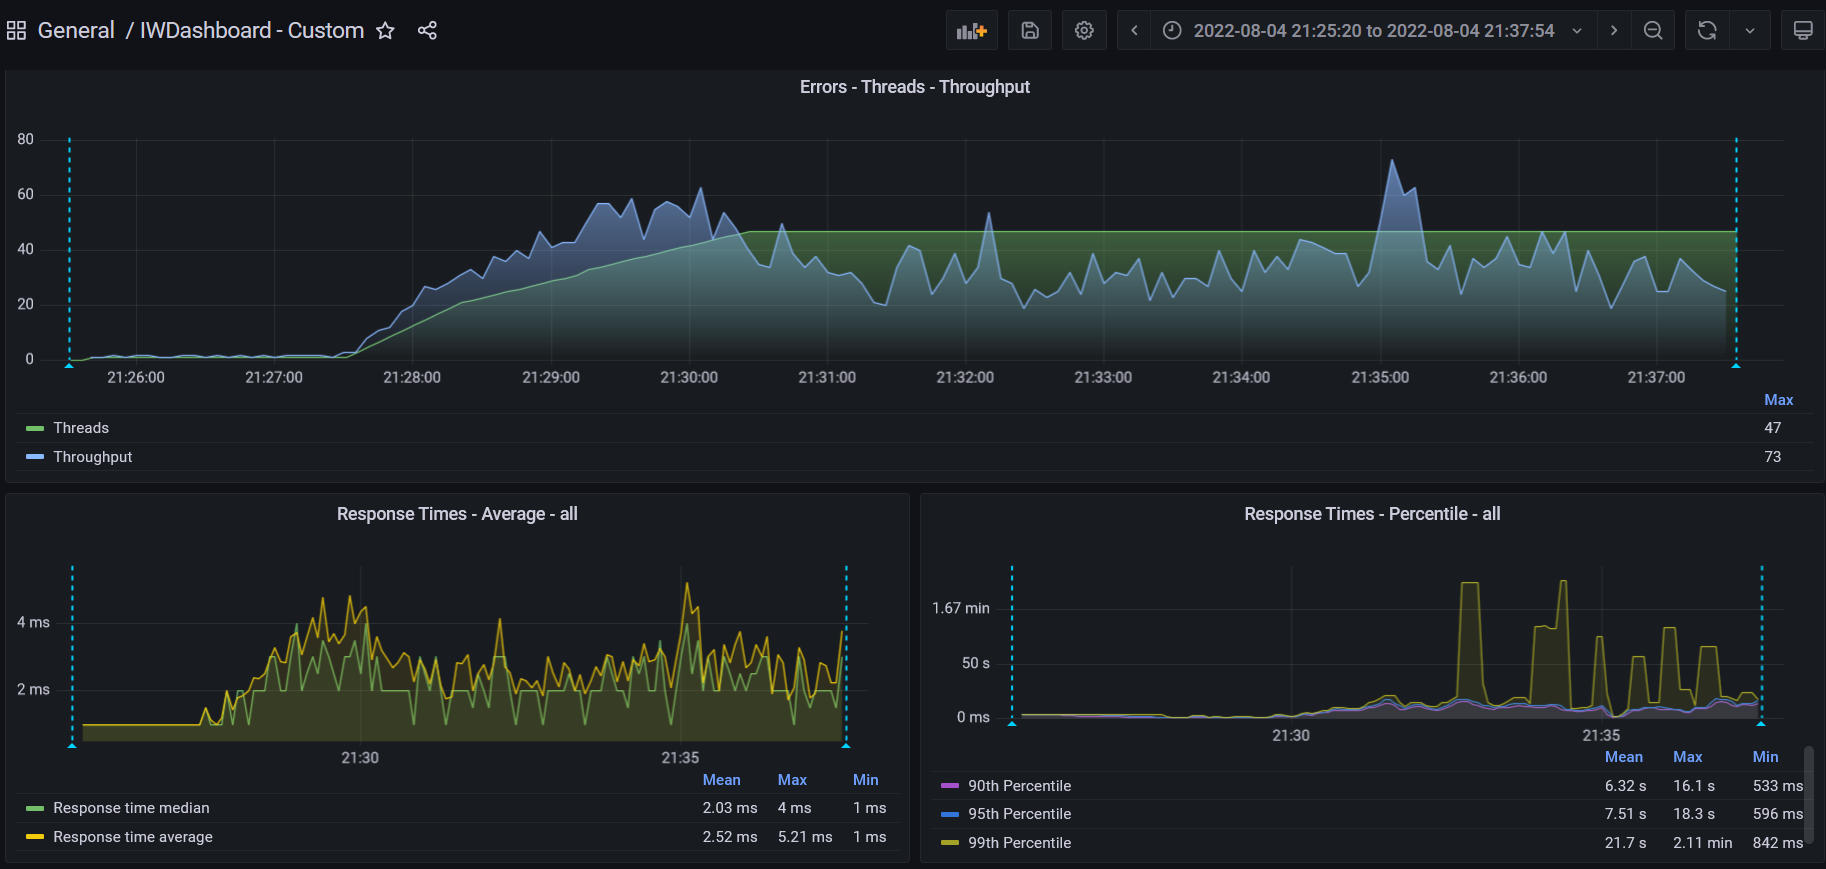 General / IWDashboard - Custom
2022-08-04 21:25:20 to 2022-08-04 21:37:54
Errors - Threads - Throughput
80
60
40
20
0
21:26:00 21:27:00 21:28:00 21:29:00 21:30:00 21:31:00 21:32:00 21:33:00 21:34:00 21:35:00 21:36:00 21:37:00
Max
Threads 47
Throughput 73
Response Times - Average - all
4 ms
2 ms
21:30 21:35
Mean Max Min
Response time median 2.03 ms 4 ms 1 ms
Response time average 2.52 ms 5.21 ms 1 ms
Response Times - Percentile - all
1.67 min
50 s
0 ms
21:30 21:35
Mean Max Min
90th Percentile 6.32 s 16.1 s 533 ms
95th Percentile 7.51 s 18.3 s 596 ms
99th Percentile 21.7 s 2.11 min 842 ms